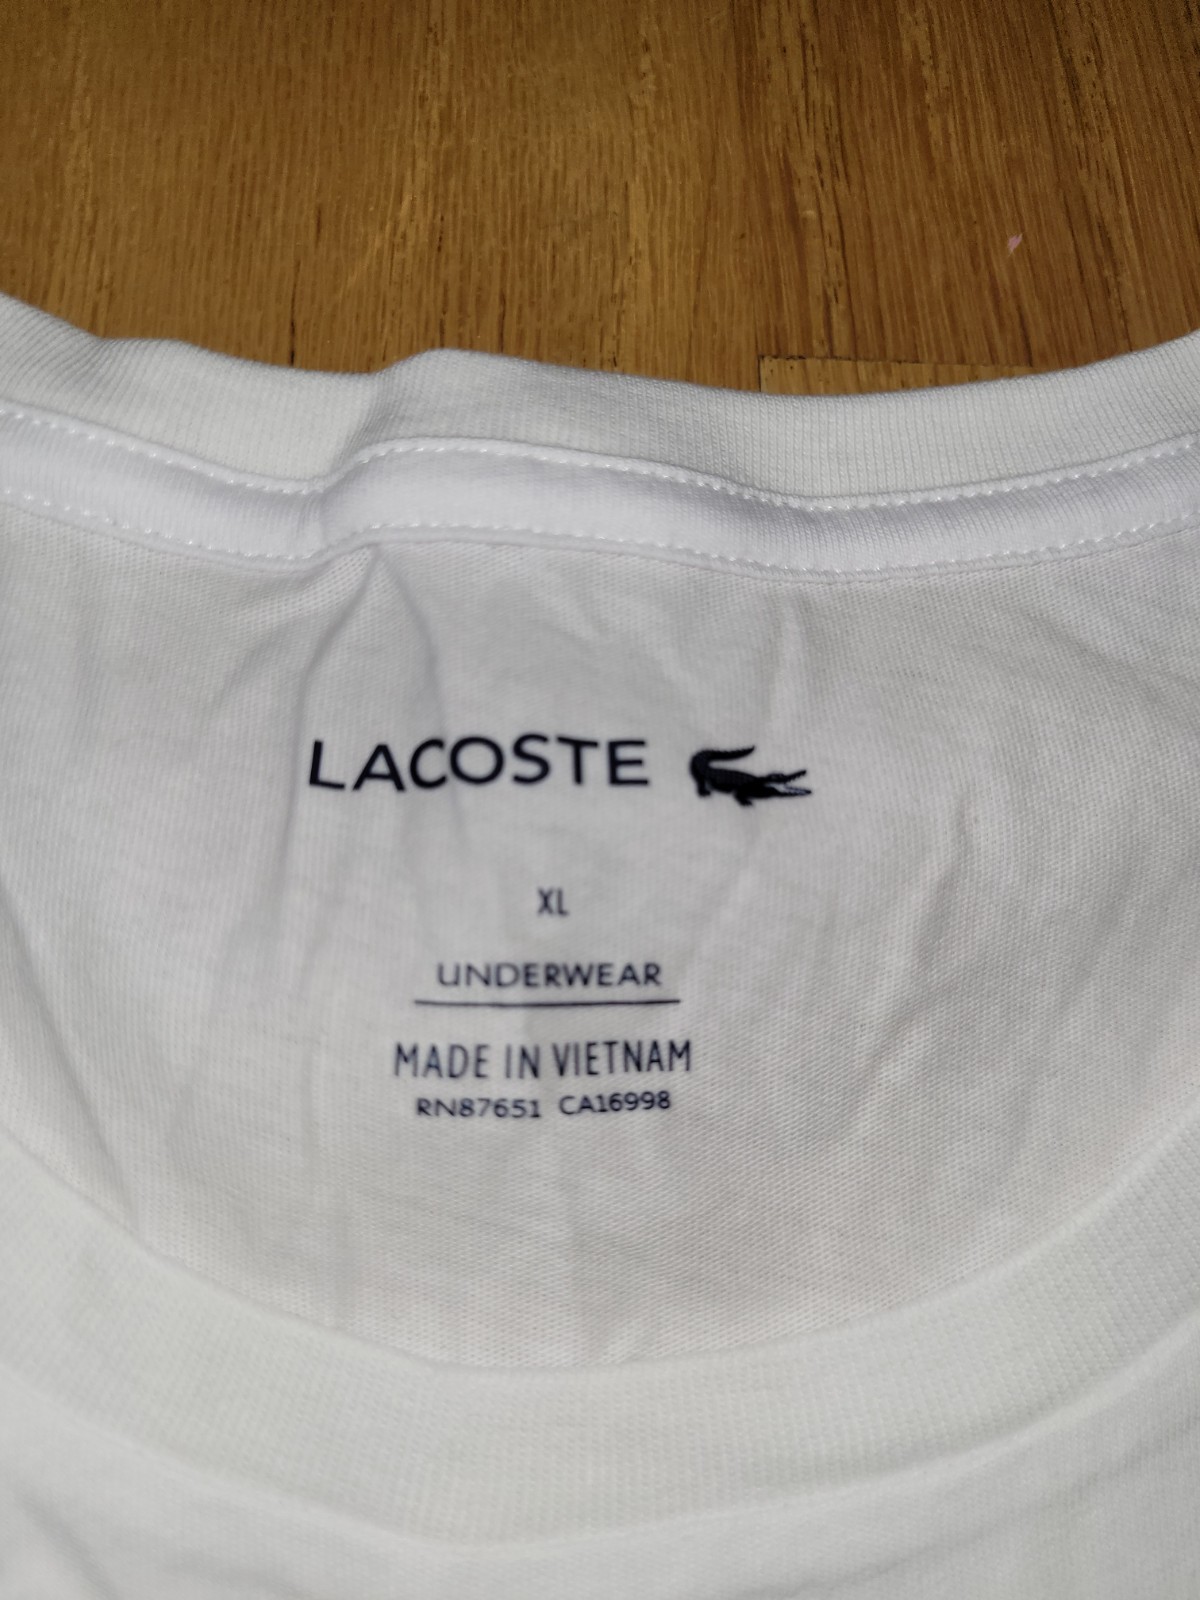 LACOSTE
XL
UNDERWEAR
MADE IN VIETNAM
RN87651 CA16998